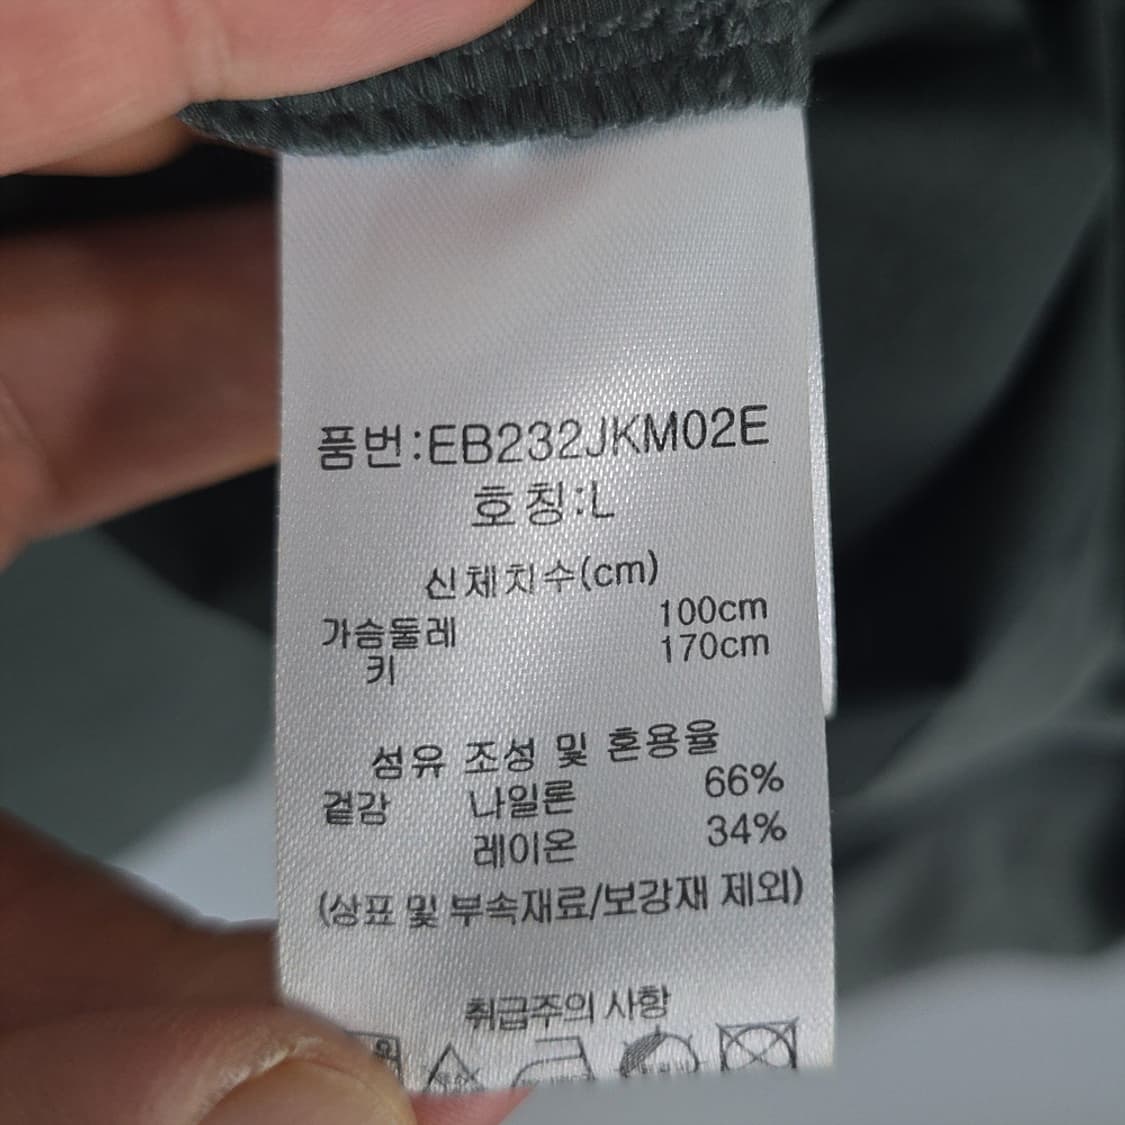 품번:EB232JKM02E
호칭:L
신체치수(cm)
가슴둘레 100cm
키 170cm
섬유 조성 및 혼용율
겉감 나일론 66%
레이온 34%
(상표 및 부속재료/보강재 제외)
취급주의 사항